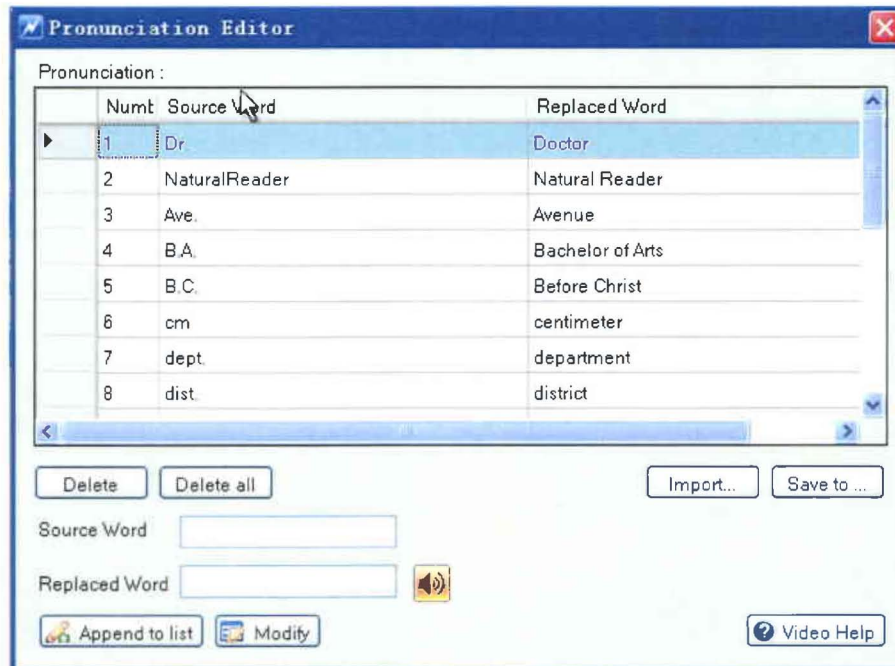 Pronunciation Editor
Pronunciation :
Numb Source Word Replaced Word
1 Dr Doctor
2 NaturalReader Natural Reader
3 Ave. Avenue
4 B.A. Bachelor of Arts
5 B.C. Before Christ
6 cm centimeter
7 dept. department
8 dist. district
Delete Delete all Import... Save to ...
Source Word
Replaced Word
Append to list Modify Video Help